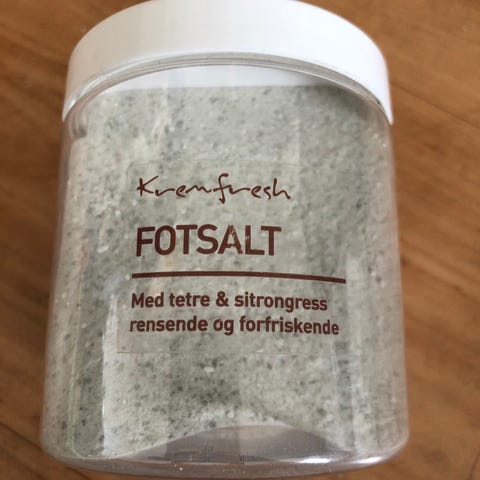 Kremfresh
FOTSALT
Med tetre & sitrongress
rensende og forfriskende